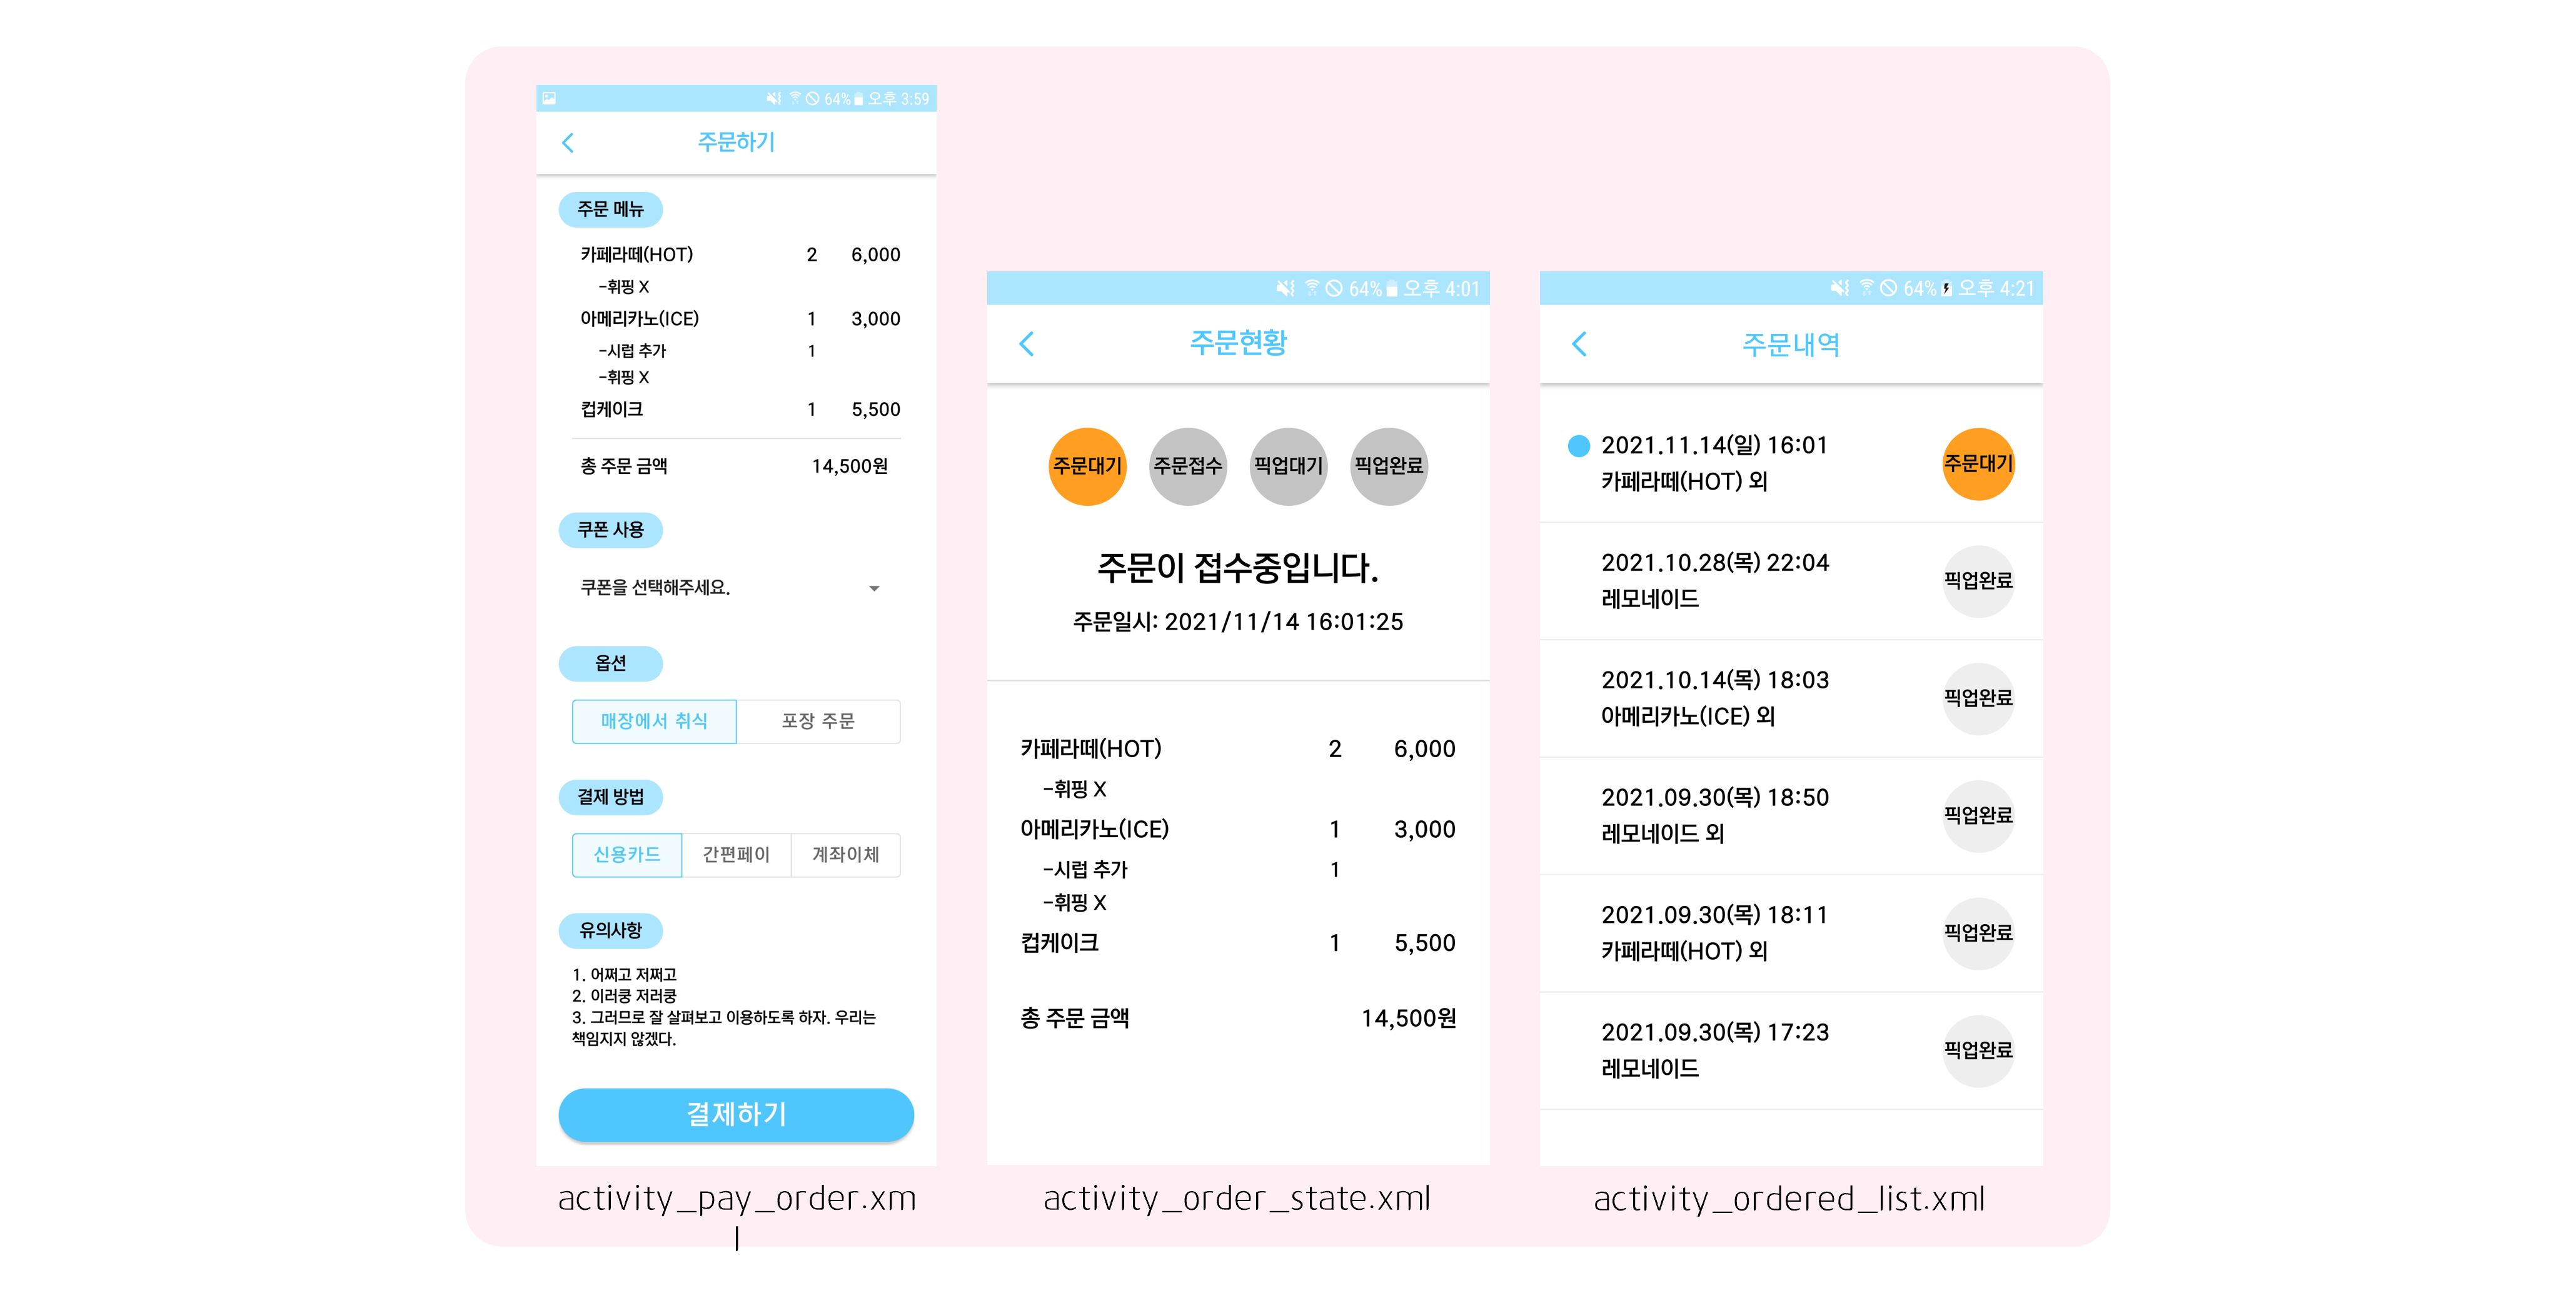 64% 오후 3:59
주문하기
주문 메뉴
카페라떼(HOT) 2 6,000
-휘핑 X
아메리카노(ICE) 1 3,000
-시럽 추가 1
-휘핑 X
컵케이크 1 5,500
총 주문 금액 14,500원
쿠폰 사용
쿠폰을 선택해주세요.
옵션
매장에서 취식 포장 주문
결제 방법
신용카드 간편페이 계좌이체
유의사항
1. 어쩌고 저쩌고
2. 이러쿵 저러쿵
3. 그러므로 잘 살펴보고 이용하도록 하자. 우리는
책임지지 않겠다.
결제하기
activity_pay_order.xm
l
64% 오후 4:01
주문현황
주문대기 주문접수 픽업대기 픽업완료
주문이 접수중입니다.
주문일시: 2021/11/14 16:01:25
카페라떼(HOT) 2 6,000
-휘핑 X
아메리카노(ICE) 1 3,000
-시럽 추가 1
-휘핑 X
컵케이크 1 5,500
총 주문 금액 14,500원
activity_order_state.xml
64% 오후 4:21
주문내역
2021.11.14(일) 16:01
카페라떼(HOT) 외
주문대기
2021.10.28(목) 22:04
레모네이드
픽업완료
2021.10.14(목) 18:03
아메리카노(ICE) 외
픽업완료
2021.09.30(목) 18:50
레모네이드 외
픽업완료
2021.09.30(목) 18:11
카페라떼(HOT) 외
픽업완료
2021.09.30(목) 17:23
레모네이드
픽업완료
activity_ordered_list.xml